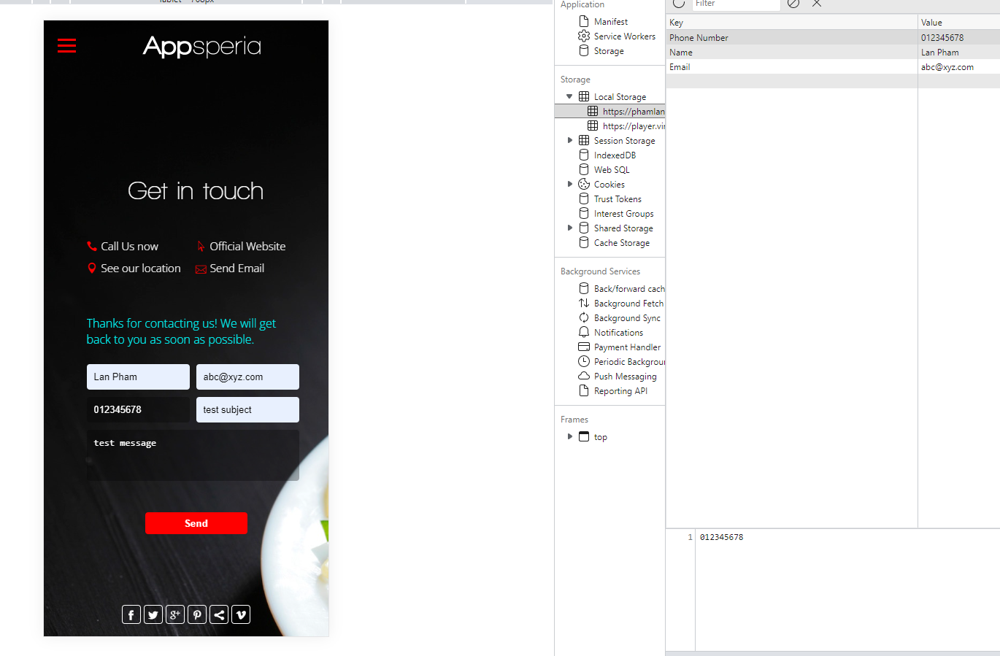 Appsperia
Get in touch
Call Us now
Official Website
See our location
Send Email
Thanks for contacting us! We will get
back to you as soon as possible.
Lan Pham
abc@xyz.com
012345678
test subject
test message
Send
Application
Manifest
Service Workers
Storage
Storage
Local Storage
https://phamlan
https://player.vi
Session Storage
IndexedDB
Web SQL
Cookies
Trust Tokens
Interest Groups
Shared Storage
Cache Storage
Background Services
Back/forward cach
Background Fetch
Background Sync
Notifications
Payment Handler
Periodic Backgrou
Push Messaging
Reporting API
Frames
top
Filter
Key Value
Phone Number 012345678
Name Lan Pham
Email abc@xyz.com
1 012345678